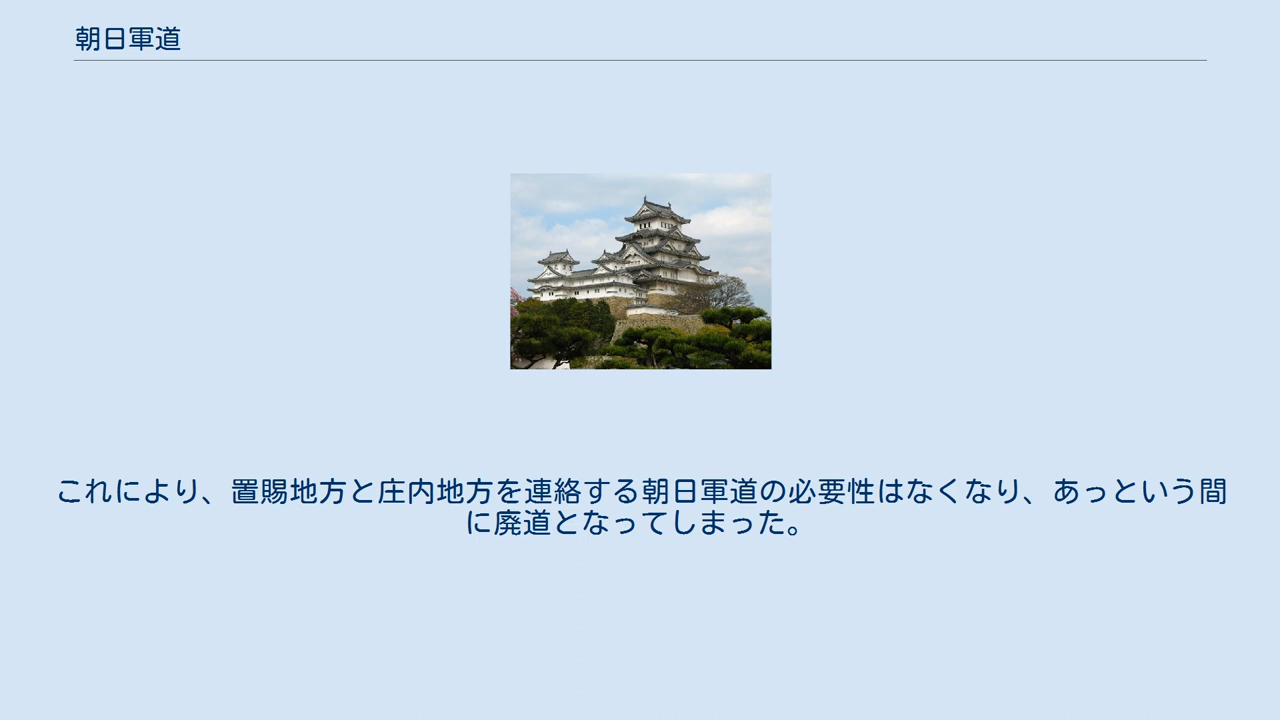 朝日軍道
これにより、置賜地方と庄内地方を連絡する朝日軍道の必要性はなくなり、あっという間
に廃道となってしまった。